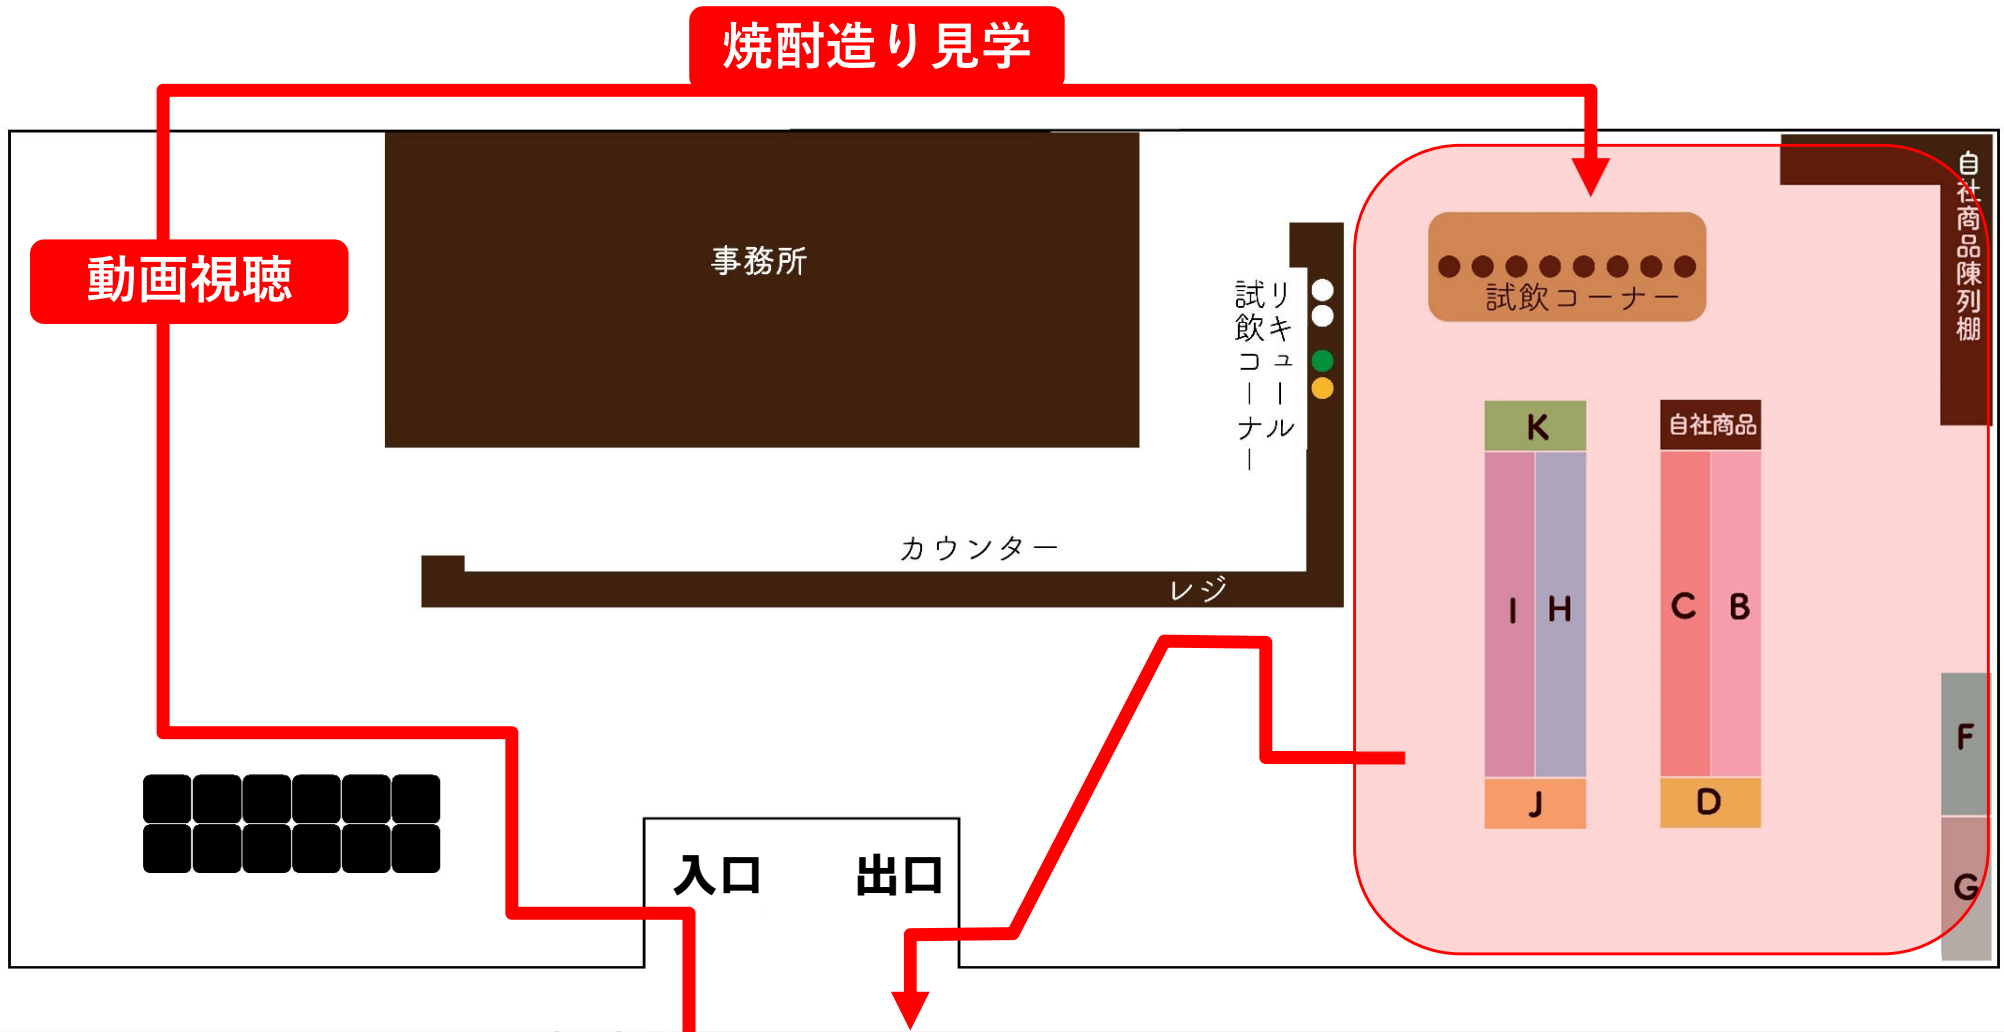 焼酎造り見学
動画視聴
事務所
リキュール
試飲コーナー
試飲コーナー
自社商品陳列棚
K
自社商品
I
H
C
B
J
D
F
G
カウンター
レジ
入口
出口